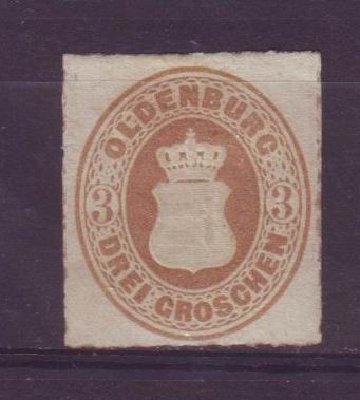 OLDENBURG
3 3
DREI GROSCHEN